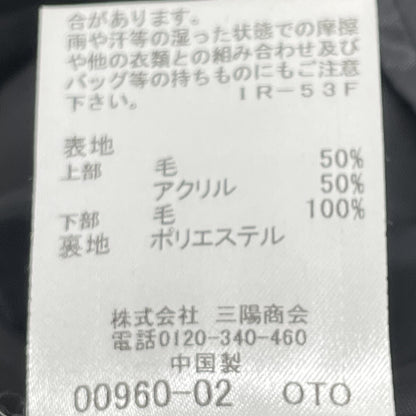 合があります。
雨や汗等の湿った状態での摩擦
や他の衣類との組み合わせ及び
バッグ等の持ちものにもご注意
下さい。 IR-53F
表地
上部 毛 50%
アクリル 50%
下部 毛 100%
裏地 ポリエステル
株式会社 三陽商会
電話0120-340-460
中国製
00960-02 OTO